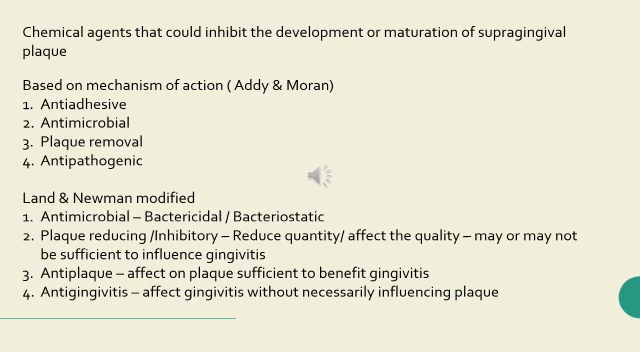 Chemical agents that could inhibit the development or maturation of supragingival
plaque
Based on mechanism of action ( Addy & Moran)
1. Antiadhesive
2. Antimicrobial
3. Plaque removal
4. Antipathogenic
Land & Newman modified
1. Antimicrobial – Bactericidal / Bacteriostatic
2. Plaque reducing /Inhibitory – Reduce quantity/ affect the quality – may or may not
be sufficient to influence gingivitis
3. Antiplaque – affect on plaque sufficient to benefit gingivitis
4. Antigingivitis – affect gingivitis without necessarily influencing plaque